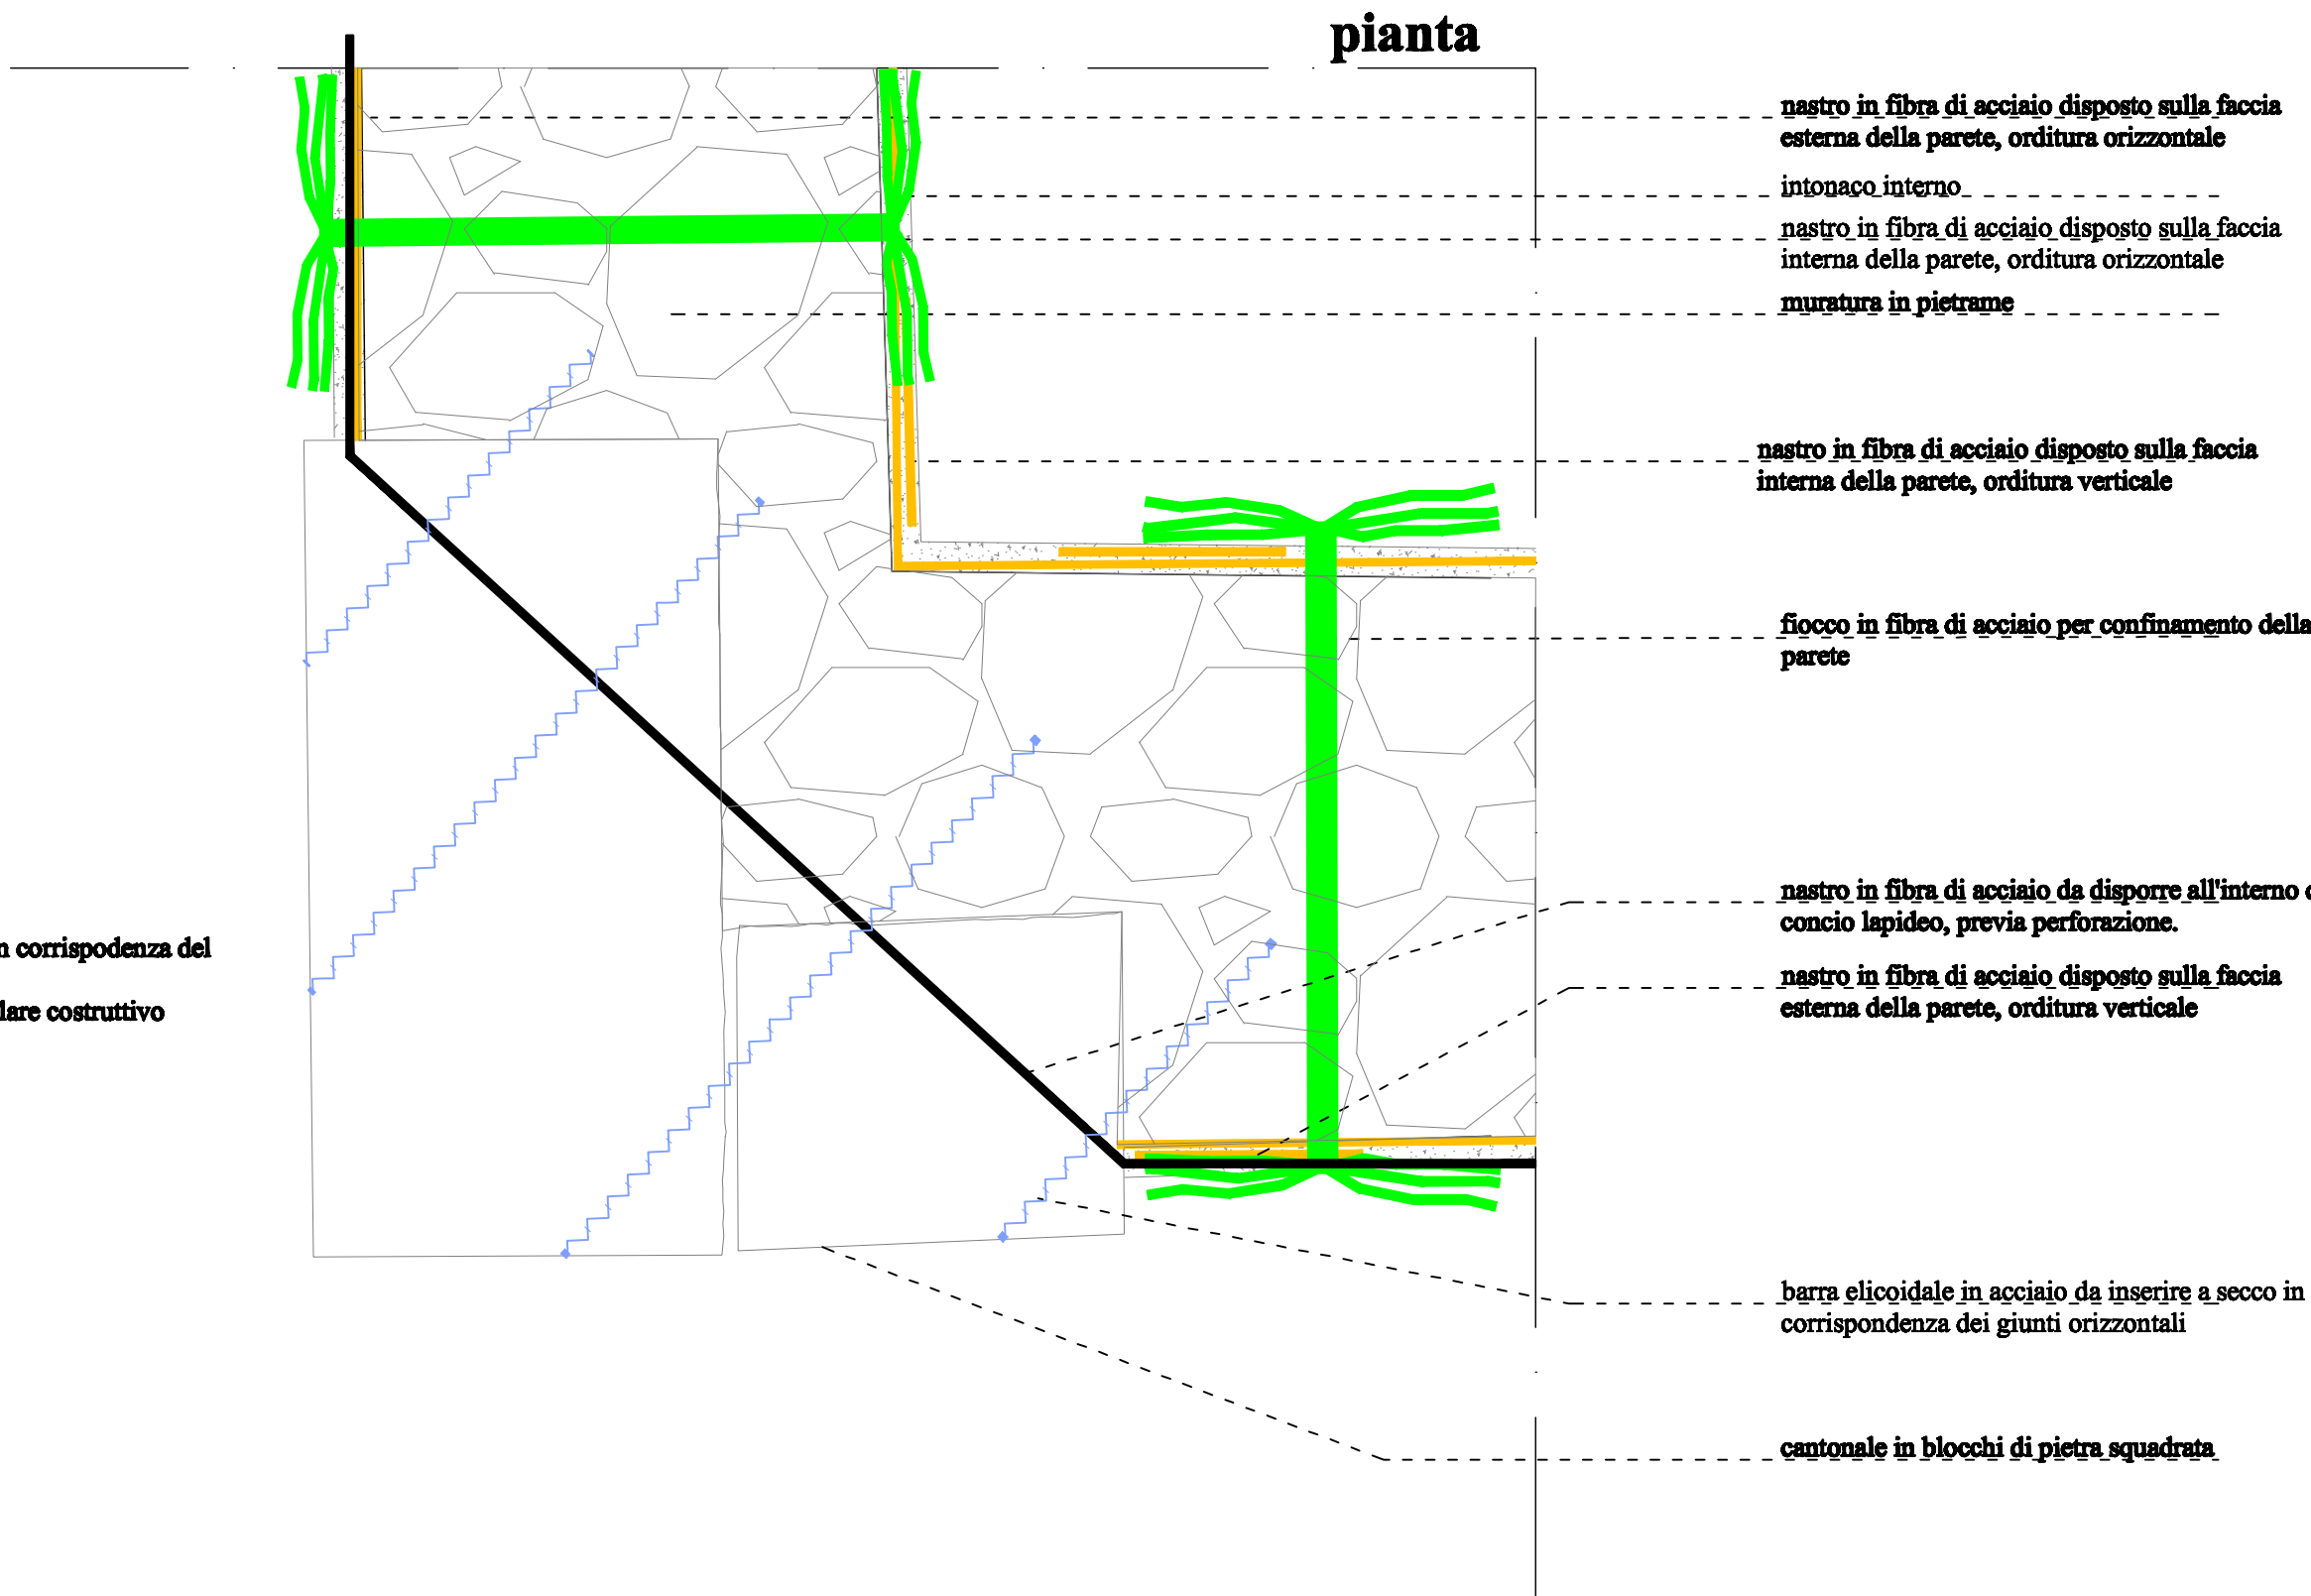 pianta
nastro in fibra di acciaio disposto sulla faccia
esterna della parete, orditura orizzontale
intonaco interno
nastro in fibra di acciaio disposto sulla faccia
interna della parete, orditura orizzontale
muratura in pietrame
nastro in fibra di acciaio disposto sulla faccia
interna della parete, orditura verticale
fiocco in fibra di acciaio per confinamento della
parete
nastro in fibra di acciaio da disporre all'interno
concio lapideo, previa perforazione.
nastro in fibra di acciaio disposto sulla faccia
esterna della parete, orditura verticale
corrispodenza del
costruttivo
barra elicoidale in acciaio da inserire a secco in
corrispondenza dei giunti orizzontali
cantonale in blocchi di pietra squadrata